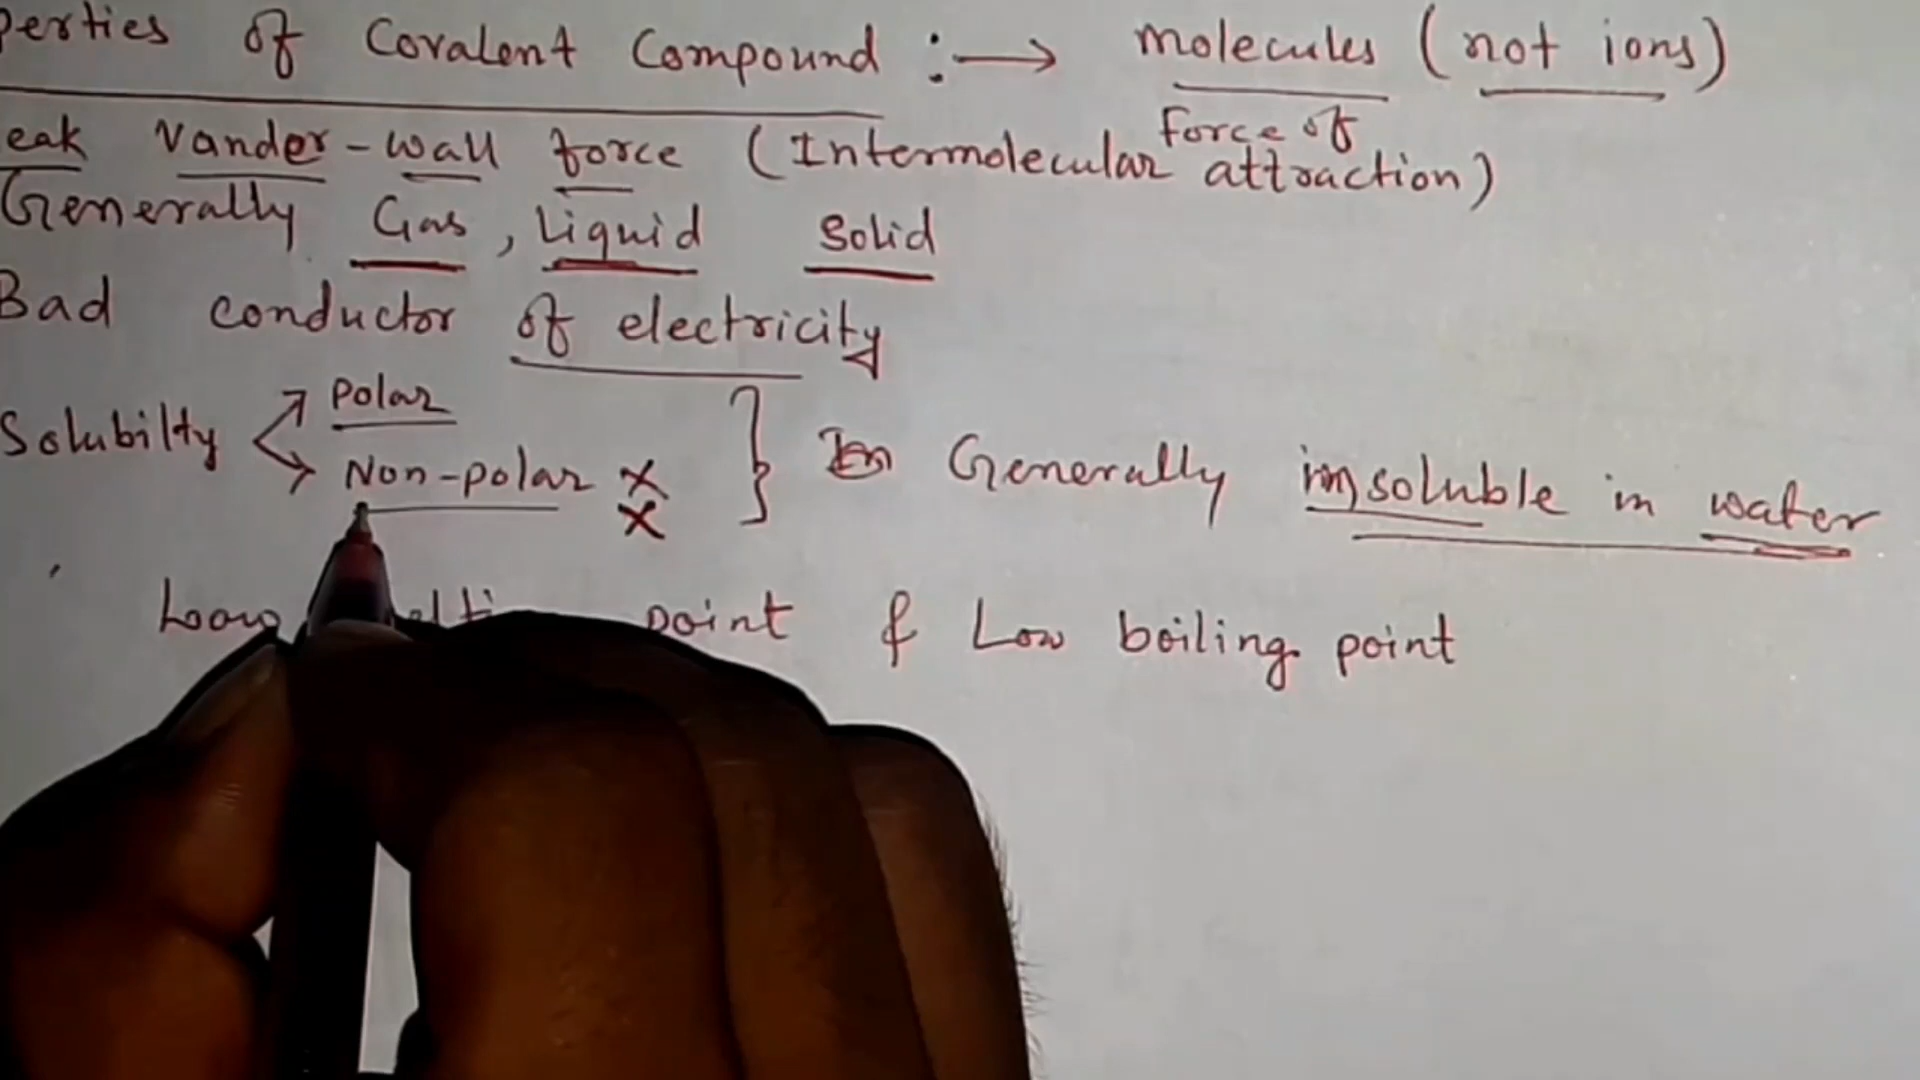 perties of Covalent Compound :→ molecules (not ions)
eak Vander-wall force (Intermolecular force of attraction)
Generally Gas, Liquid Solid
Bad conductor of electricity
Solubilty Polar
Non-polar x } Generally insoluble in water
x
point & Low boiling point